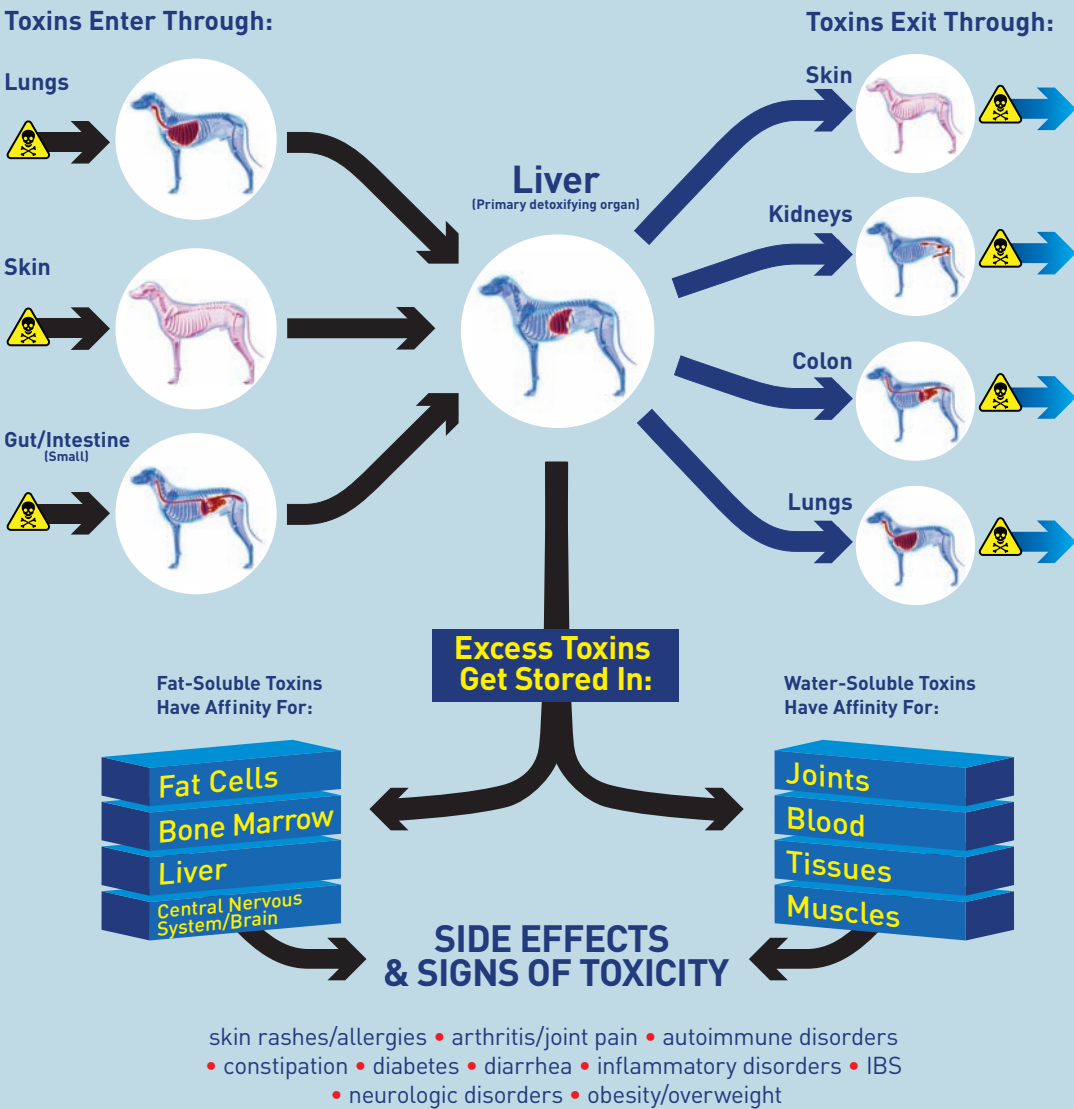 Toxins Enter Through:
Lungs
Skin
Gut/Intestine
(Small)
Liver
(Primary detoxifying organ)
Toxins Exit Through:
Skin
Kidneys
Colon
Lungs
Excess Toxins
Get Stored In:
Fat-Soluble Toxins
Have Affinity For:
Fat Cells
Bone Marrow
Liver
Central Nervous
System/Brain
Water-Soluble Toxins
Have Affinity For:
Joints
Blood
Tissues
Muscles
SIDE EFFECTS
& SIGNS OF TOXICITY
skin rashes/allergies • arthritis/joint pain • autoimmune disorders
• constipation • diabetes • diarrhea • inflammatory disorders • IBS
• neurologic disorders • obesity/overweight